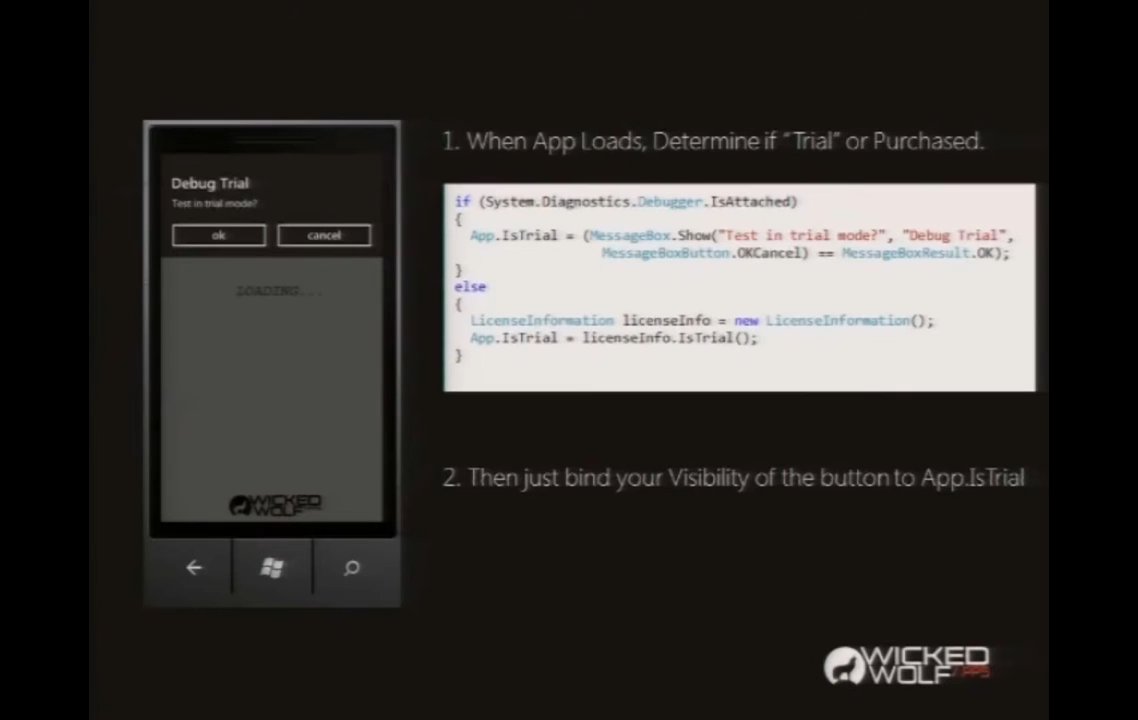 Debug Trial
Test in trial mode?
ok
cancel
LOADING...
WICKED
WOLF
1. When App Loads, Determine if "Trial" or Purchased.
if (System.Diagnostics.Debugger.IsAttached)
{
App.IsTrial = (MessageBox.Show("Test in trial mode?", "Debug Trial",
MessageBoxButton.OKCancel) == MessageBoxResult.OK);
}
else
{
LicenseInformation licenseInfo = new LicenseInformation();
App.IsTrial = licenseInfo.IsTrial();
}
2. Then just bind your Visibility of the button to App.IsTrial
WICKED
WOLF APPS